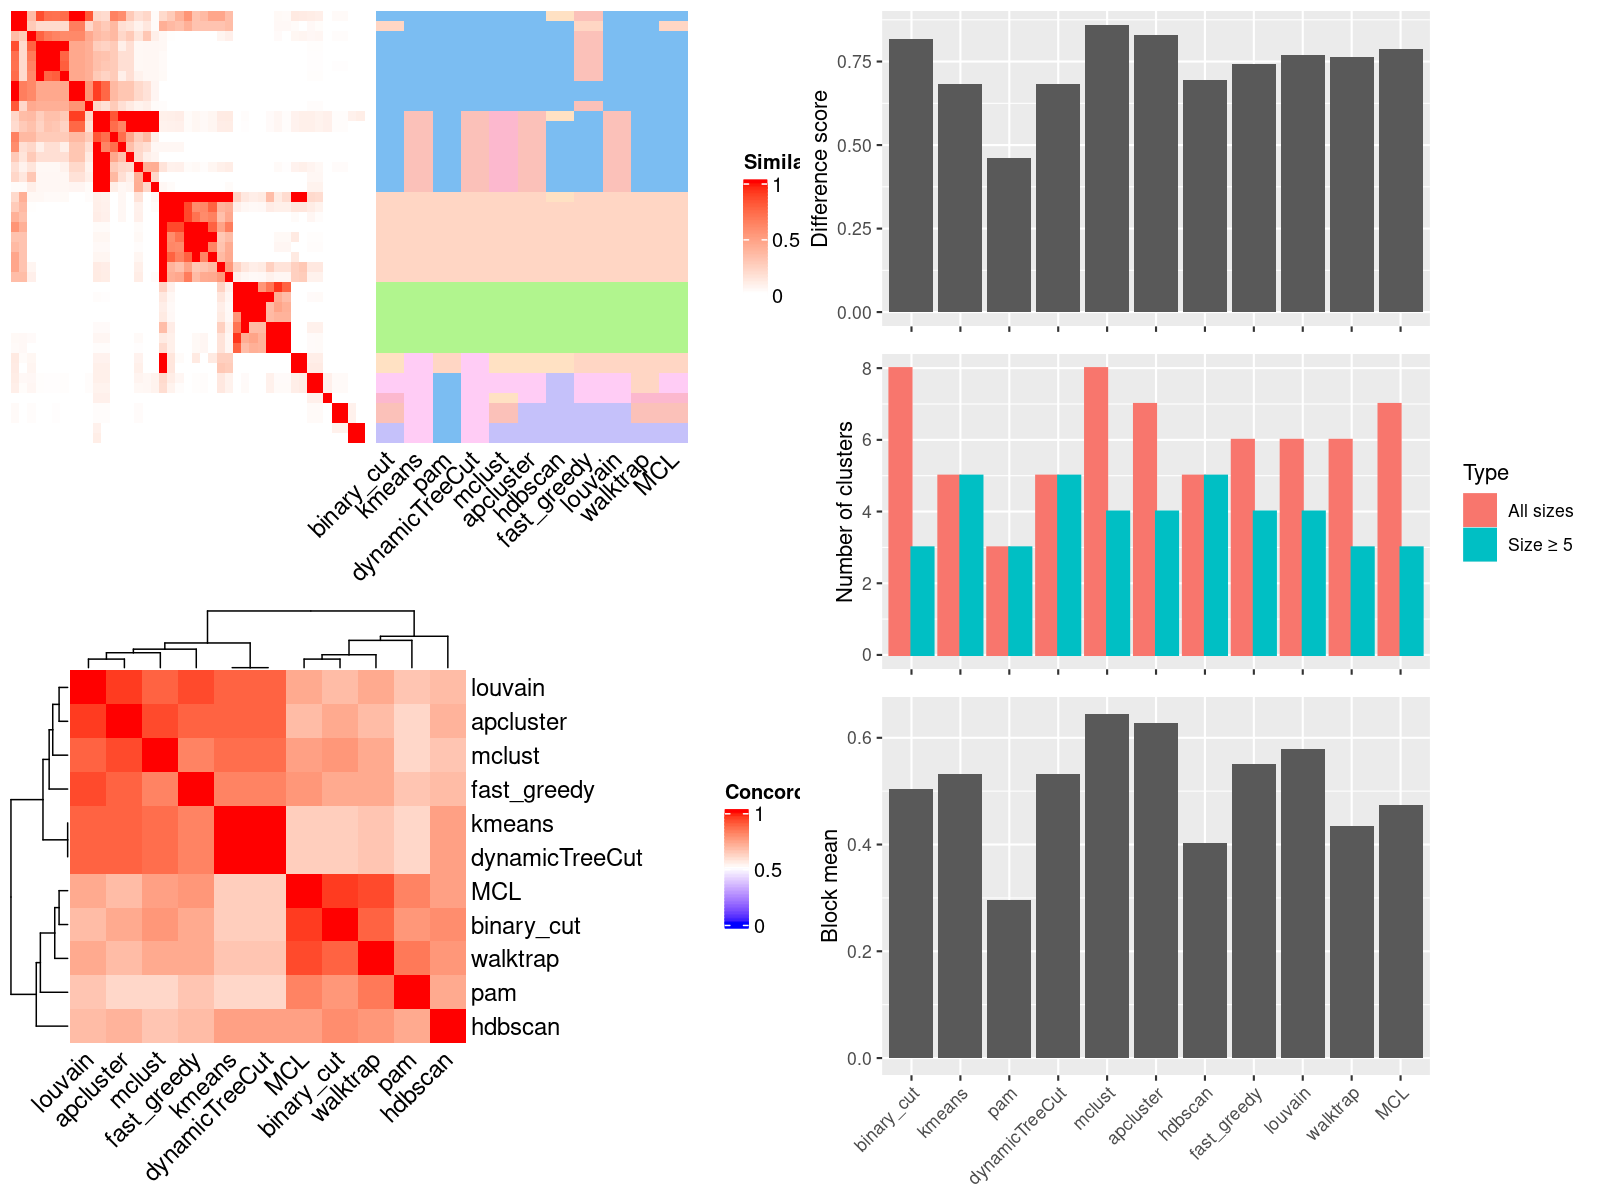 Simila
1
0.5
0
binary_cut
kmeans
pam
dynamicTreeCut
mclust
apcluster
hdbscan
fast_greedy
louvain
walktrap
MCL
louvain
apcluster
mclust
fast_greedy
kmeans
dynamicTreeCut
MCL
binary_cut
walktrap
pam
hdbscan
Concord
1
0.5
0
louvain
apcluster
mclust
fast_greedy
kmeans
dynamicTreeCut
MCL
binary_cut
walktrap
pam
hdbscan
Difference score
0.75
0.50
0.25
0.00
Number of clusters
8
6
4
2
0
Type
All sizes
Size ≥ 5
Block mean
0.6
0.4
0.2
0.0
binary_cut
kmeans
pam
dynamicTreeCut
mclust
apcluster
hdbscan
fast_greedy
louvain
walktrap
MCL